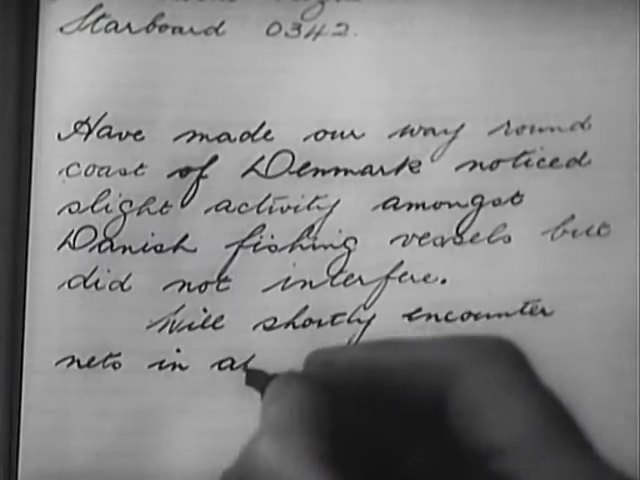 Starboard 0342.
Have made our way round
coast of Denmark noticed
slight activity amongst
Danish fishing vessels but
did not interfere.
Will shortly encounter
nets in